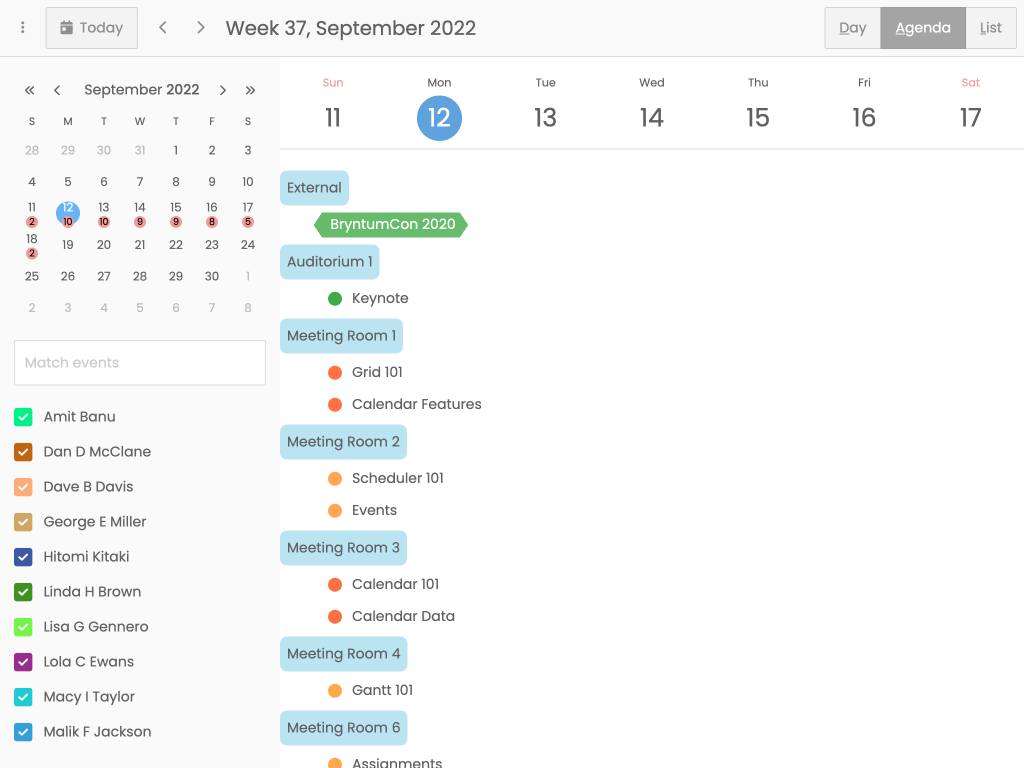 Today
Week 37, September 2022
Day Agenda List
September 2022
S M T W T F S
28 29 30 31 1 2 3
4 5 6 7 8 9 10
11 12 13 14 15 16 17
2 10 10 9 9 8 5
18 19 20 21 22 23 24
2
25 26 27 28 29 30 1
2 3 4 5 6 7 8
Match events
Amit Banu
Dan D McClane
Dave B Davis
George E Miller
Hitomi Kitaki
Linda H Brown
Lisa G Gennero
Lola C Ewans
Macy I Taylor
Malik F Jackson
Sun Mon Tue Wed Thu Fri Sat
11 12 13 14 15 16 17
External
BryntumCon 2020
Auditorium 1
Keynote
Meeting Room 1
Grid 101
Calendar Features
Meeting Room 2
Scheduler 101
Events
Meeting Room 3
Calendar 101
Calendar Data
Meeting Room 4
Gantt 101
Meeting Room 6
Assignments